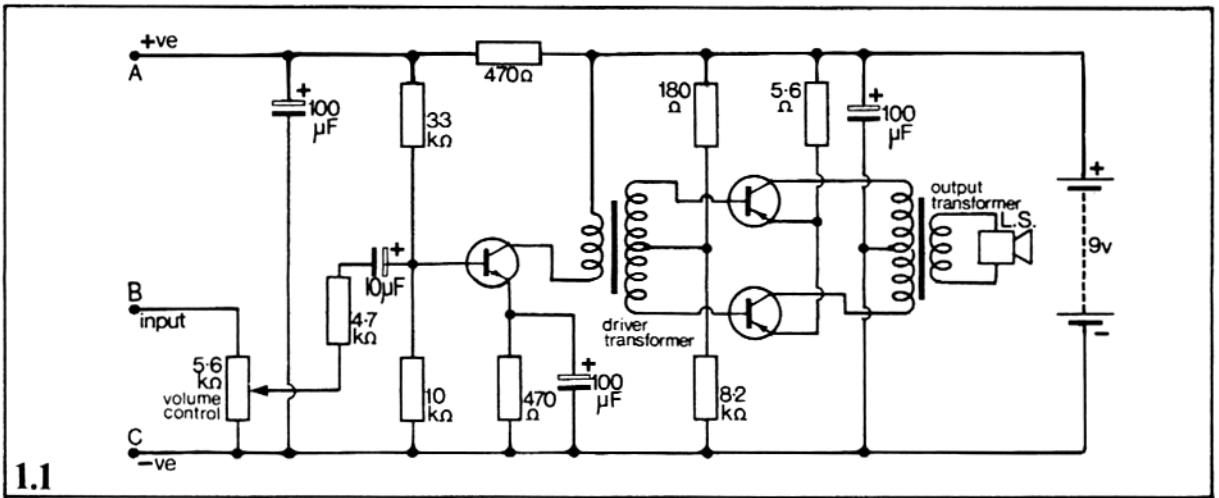 +ve
A
470Ω
+
100
µF
33
kΩ
180
Ω
5·6
Ω
+
100
µF
output
transformer
L.S.
+
9v
-
+
10µF
B
input
4·7
kΩ
driver
transformer
5·6
kΩ
volume
control
10
kΩ
470
Ω
+
100
µF
8·2
kΩ
C
-ve
1.1